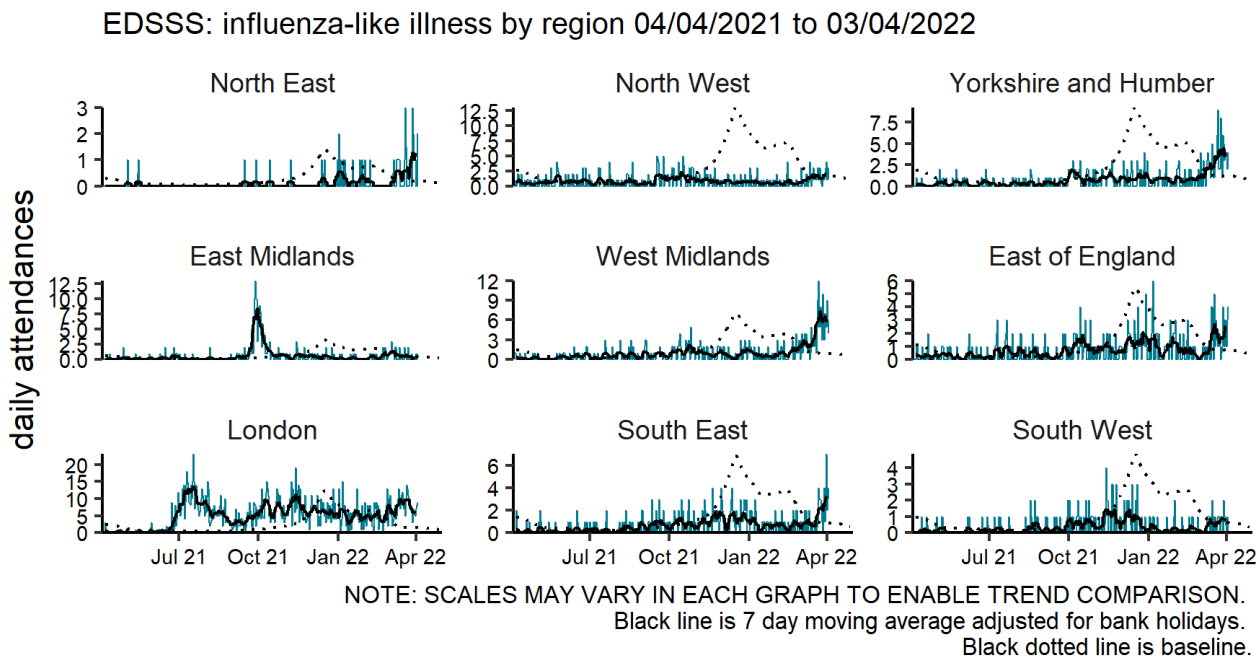 EDSSS: influenza-like illness by region 04/04/2021 to 03/04/2022
North East
North West
Yorkshire and Humber
3
2
1
0
12.5
10.0
7.5
5.0
2.5
0.0
7.5
5.0
2.5
0.0
daily attendances
East Midlands
West Midlands
East of England
12.5
10.0
7.5
5.0
2.5
0.0
12
9
6
3
0
6
5
4
3
2
1
0
London
South East
South West
20
15
10
5
0
6
4
2
0
4
3
2
1
0
Jul 21 Oct 21 Jan 22 Apr 22
Jul 21 Oct 21 Jan 22 Apr 22
Jul 21 Oct 21 Jan 22 Apr 22
NOTE: SCALES MAY VARY IN EACH GRAPH TO ENABLE TREND COMPARISON.
Black line is 7 day moving average adjusted for bank holidays.
Black dotted line is baseline.